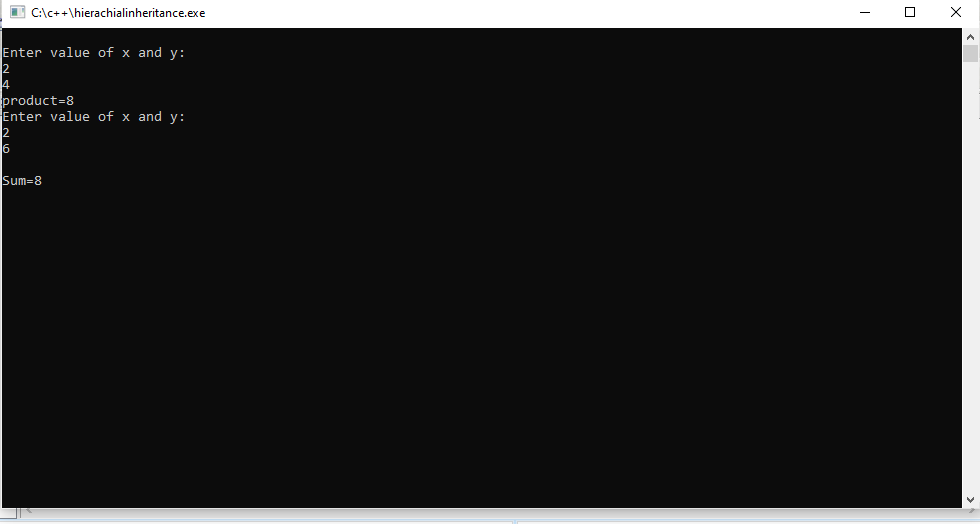 C:\c++\hierachialinheritance.exe
Enter value of x and y:
2
4
product=8
Enter value of x and y:
2
6
Sum=8